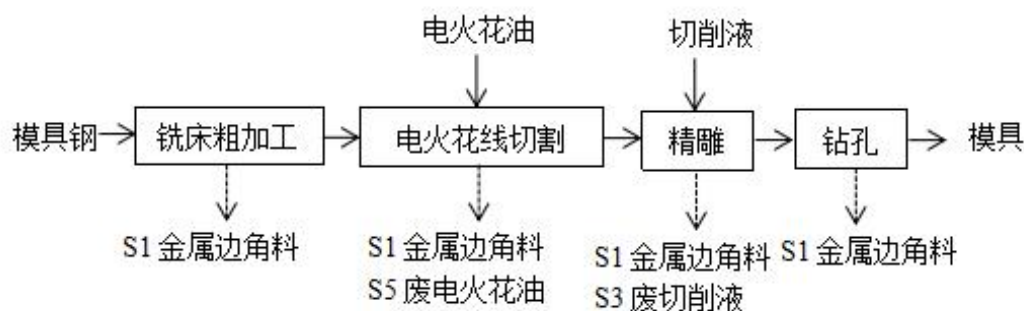 电火花油
切削液
模具钢
铣床粗加工
电火花线切割
精雕
钻孔
模具
S1 金属边角料
S1 金属边角料
S5 废电火花油
S1 金属边角料
S3 废切削液
S1 金属边角料